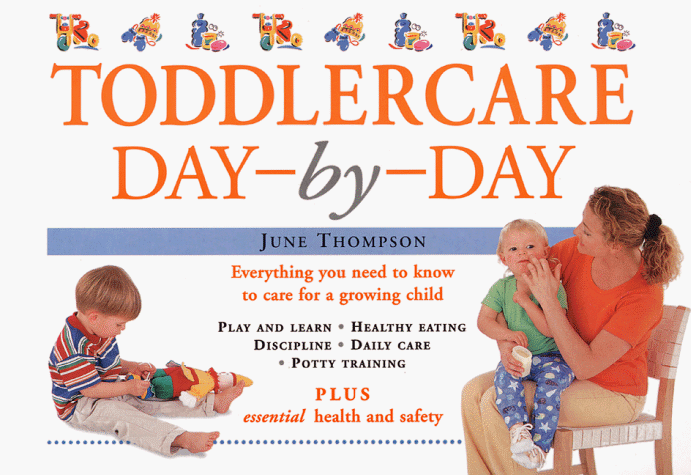 TODDLERCARE
DAY–by–DAY
JUNE THOMPSON
Everything you need to know
to care for a growing child
PLAY AND LEARN • HEALTHY EATING
DISCIPLINE • DAILY CARE
• POTTY TRAINING
PLUS
essential health and safety